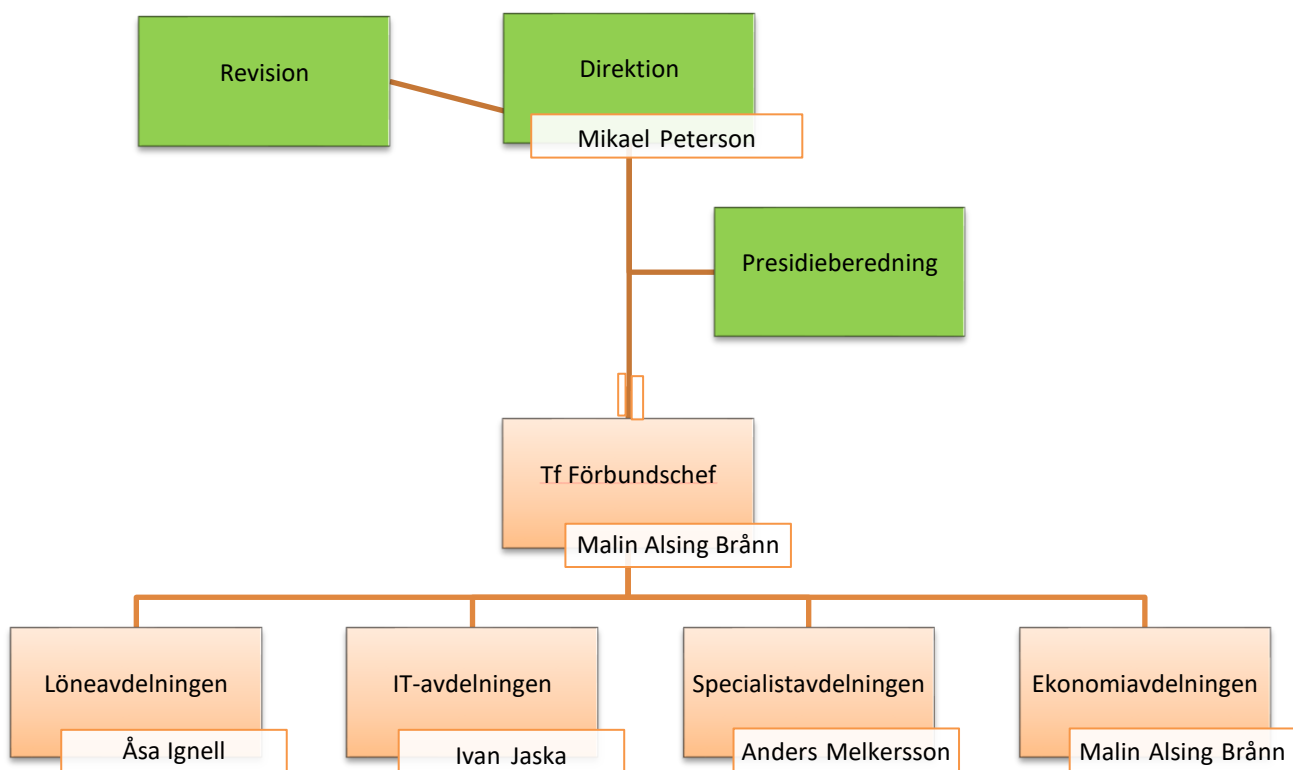 Revision
Direktion
Mikael Peterson
Presidieberedning
Tf Förbundschef
Malin Alsing Brånn
Löneavdelningen
Åsa Ignell
IT-avdelningen
Ivan Jaska
Specialistavdelningen
Anders Melkersson
Ekonomiavdelningen
Malin Alsing Brånn